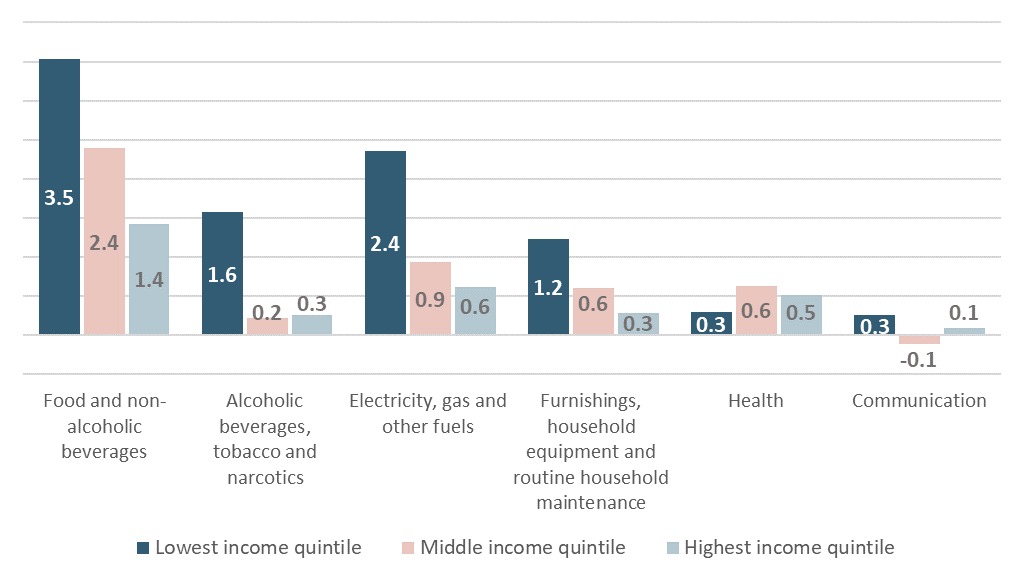 3.5
2.4
1.4
1.6
0.2
0.3
2.4
0.9
0.6
1.2
0.6
0.3
0.3
0.6
0.5
0.3
-0.1
0.1
Food and non-
alcoholic
beverages
Alcoholic
beverages,
tobacco and
narcotics
Electricity, gas and
other fuels
Furnishings,
household
equipment and
routine household
maintenance
Health
Communication
Lowest income quintile
Middle income quintile
Highest income quintile